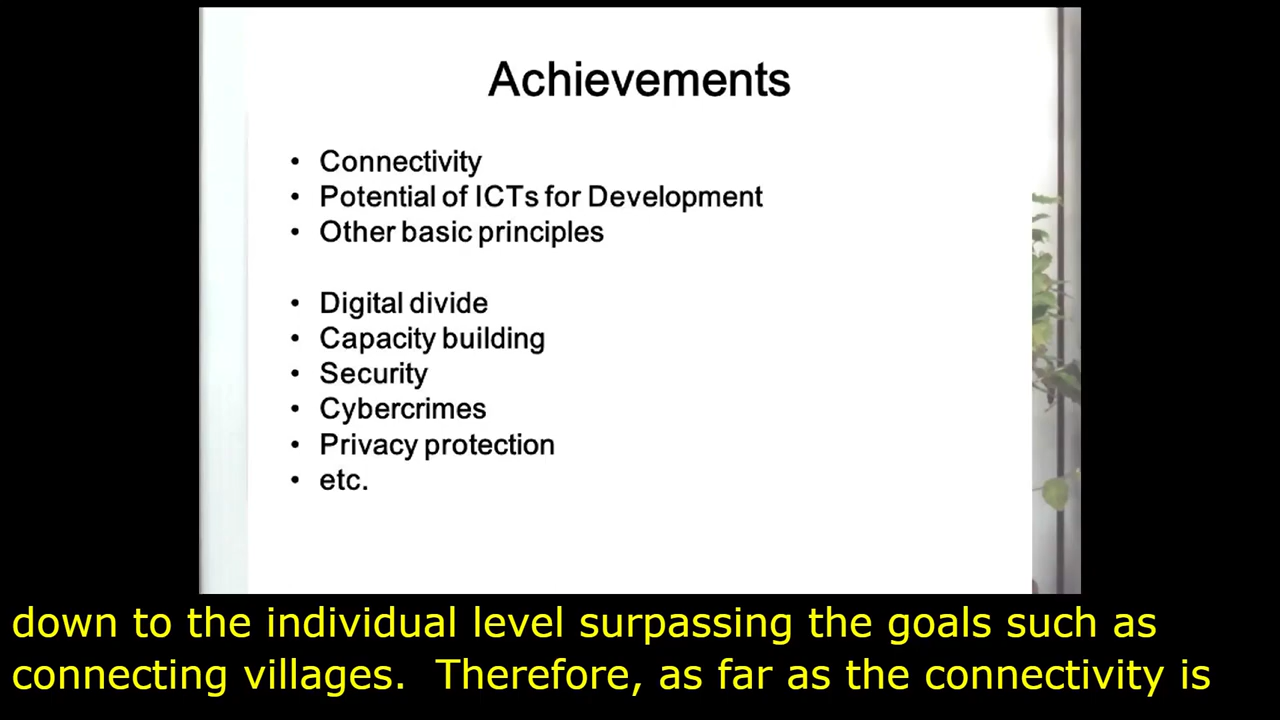 Achievements
• Connectivity
• Potential of ICTs for Development
• Other basic principles
• Digital divide
• Capacity building
• Security
• Cybercrimes
• Privacy protection
• etc.
down to the individual level surpassing the goals such as
connecting villages.  Therefore, as far as the connectivity is